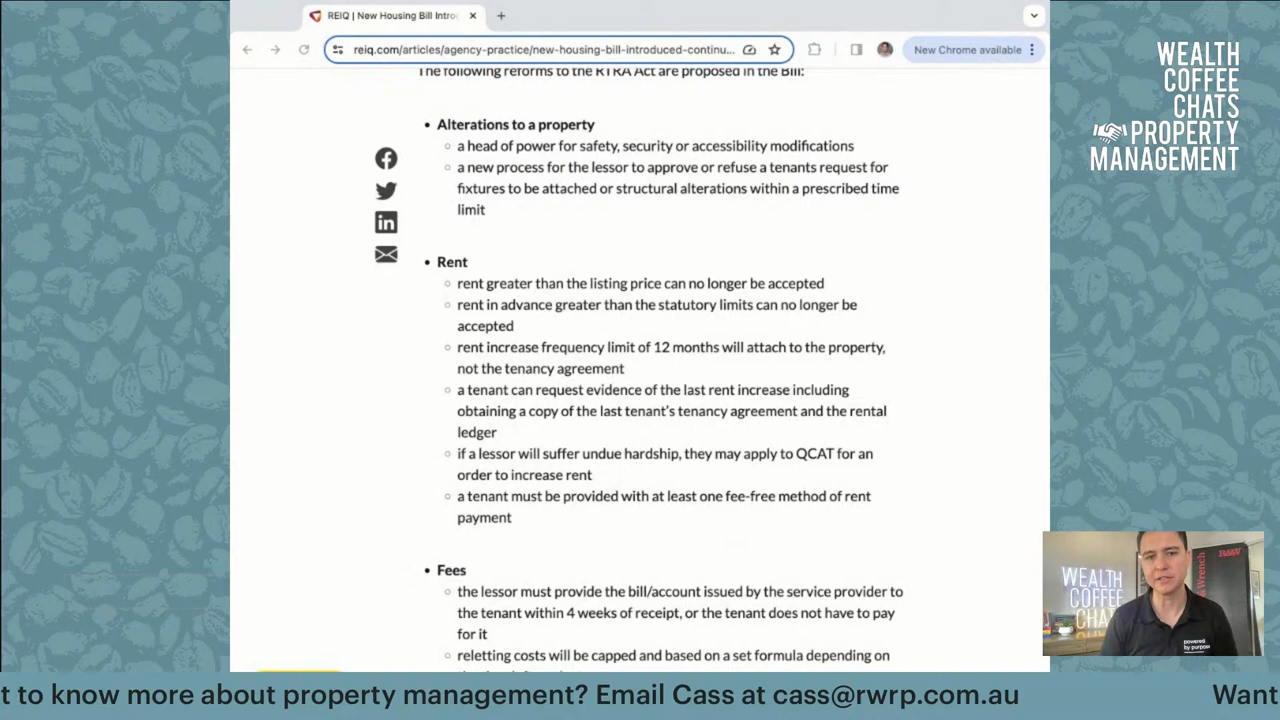 REIQ | New Housing Bill Intro
reiq.com/articles/agency-practice/new-housing-bill-introduced-continu...
New Chrome available
WEALTH
COFFEE
CHATS
PROPERTY
MANAGEMENT
The following reforms to the RTRA Act are proposed in the Bill:
• Alterations to a property
○ a head of power for safety, security or accessibility modifications
○ a new process for the lessor to approve or refuse a tenants request for
fixtures to be attached or structural alterations within a prescribed time
limit
• Rent
○ rent greater than the listing price can no longer be accepted
○ rent in advance greater than the statutory limits can no longer be
accepted
○ rent increase frequency limit of 12 months will attach to the property,
not the tenancy agreement
○ a tenant can request evidence of the last rent increase including
obtaining a copy of the last tenant's tenancy agreement and the rental
ledger
○ if a lessor will suffer undue hardship, they may apply to QCAT for an
order to increase rent
○ a tenant must be provided with at least one fee-free method of rent
payment
• Fees
○ the lessor must provide the bill/account issued by the service provider to
the tenant within 4 weeks of receipt, or the tenant does not have to pay
for it
○ reletting costs will be capped and based on a set formula depending on
WEALTH
COFFEE
CHA
R&W
Wrench
powered
by purpose
t to know more about property management? Email Cass at cass@rwrp.com.au
Want